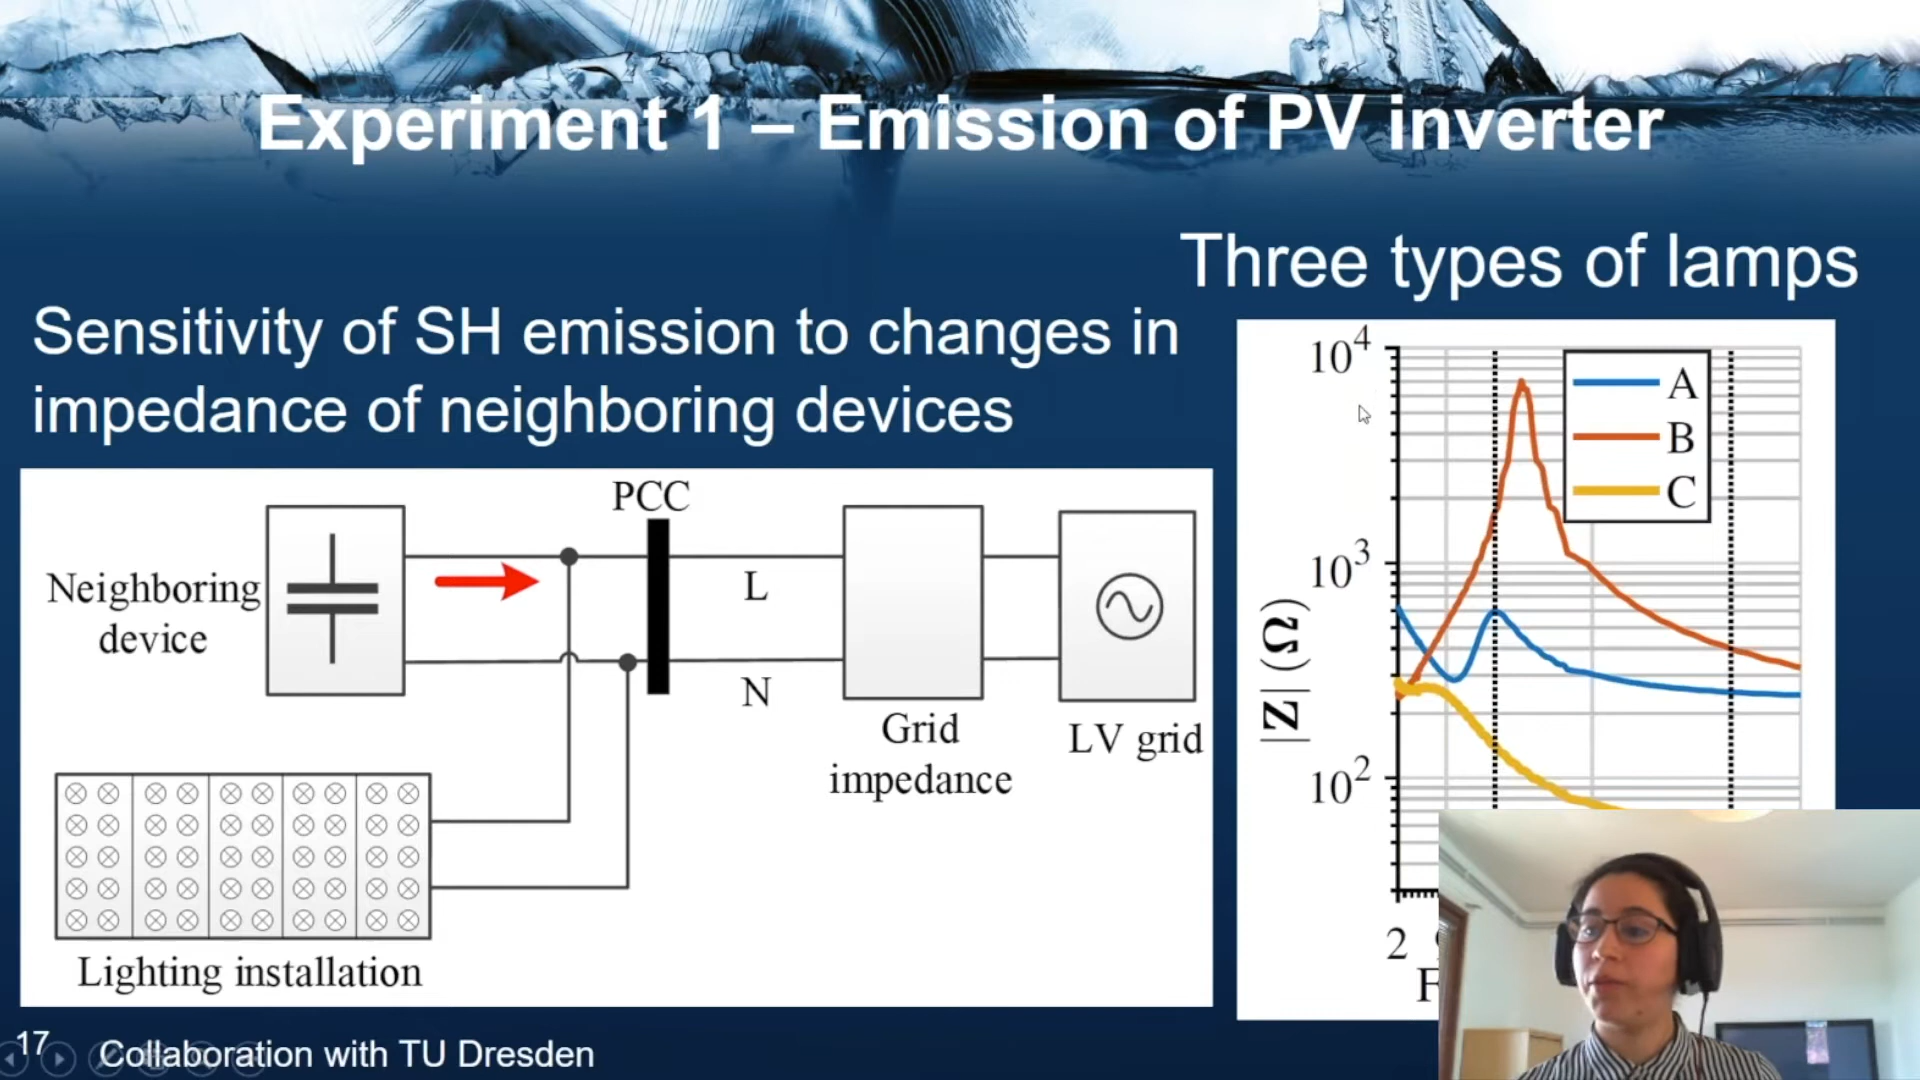 Experiment 1 – Emission of PV inverter
Three types of lamps
Sensitivity of SH emission to changes in
impedance of neighboring devices
PCC
Neighboring
device
L
N
Grid
impedance
LV grid
Lighting installation
10⁴
10³
10²
|Z| (Ω)
A
B
C
2
F
17
Collaboration with TU Dresden